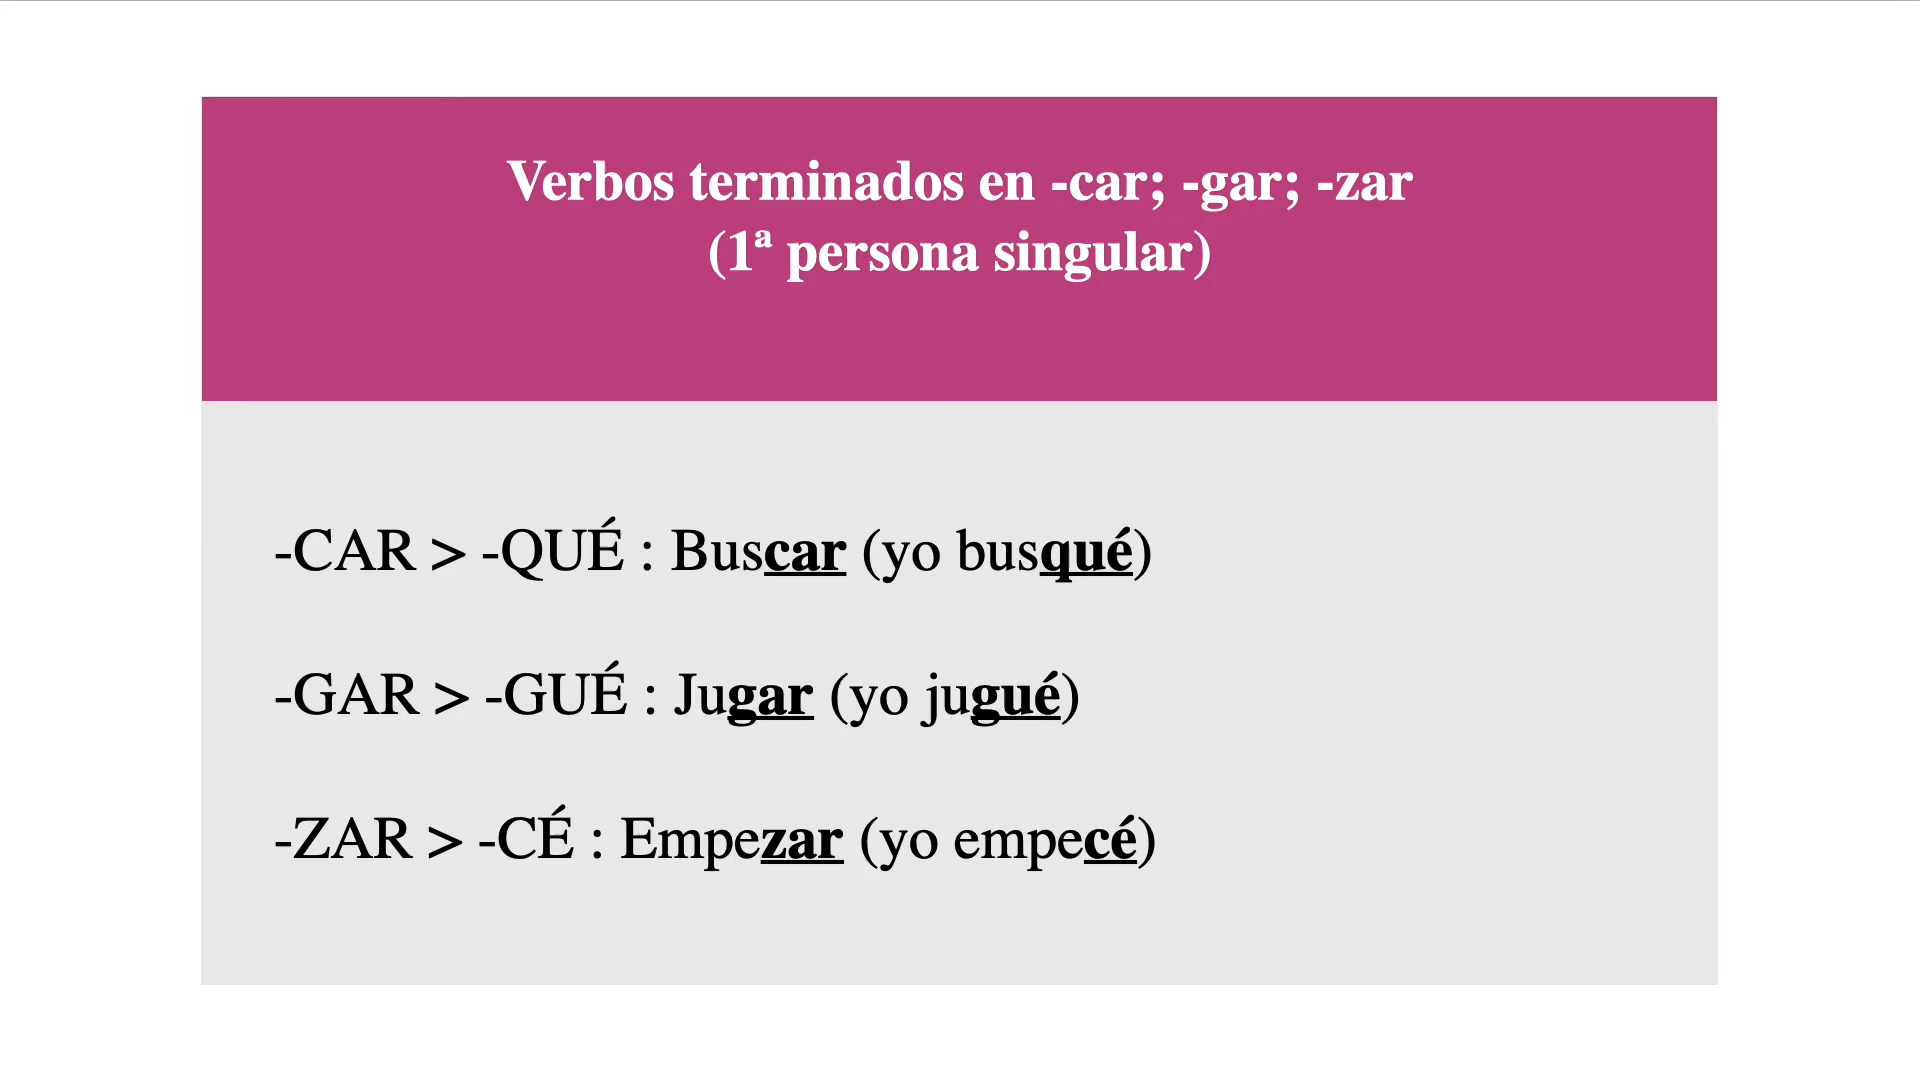 Verbos terminados en -car; -gar; -zar
(1ª persona singular)
-CAR > -QUÉ : Buscar (yo busqué)
-GAR > -GUÉ : Jugar (yo jugué)
-ZAR > -CÉ : Empezar (yo empecé)